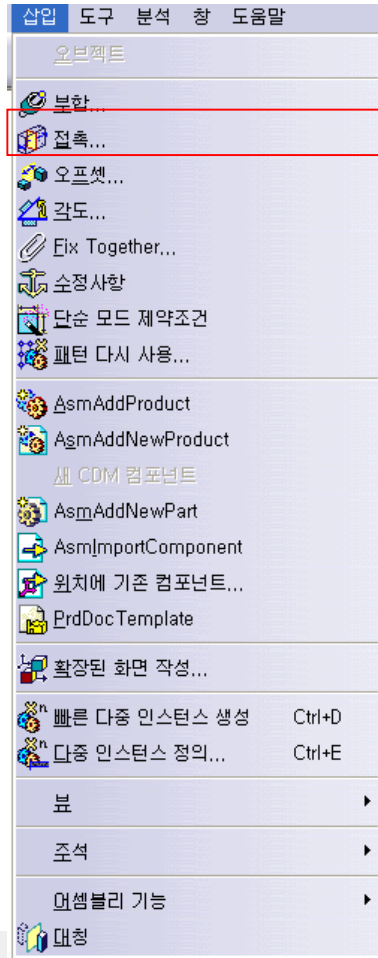 삽입 도구 분석 창 도움말
오브젝트
부합...
접촉...
오프셋...
각도...
Fix Together...
수정사항
단순 모드 제약조건
패턴 다시 사용...
AsmAddProduct
AsmAddNewProduct
새 CDM 컴포넌트
AsmAddNewPart
AsmImportComponent
위치에 기존 컴포넌트...
PrdDocTemplate
확장된 화면 작성...
빠른 다중 인스턴스 생성 Ctrl+D
다중 인스턴스 정의... Ctrl+E
뷰
주석
어셈블리 기능
대칭